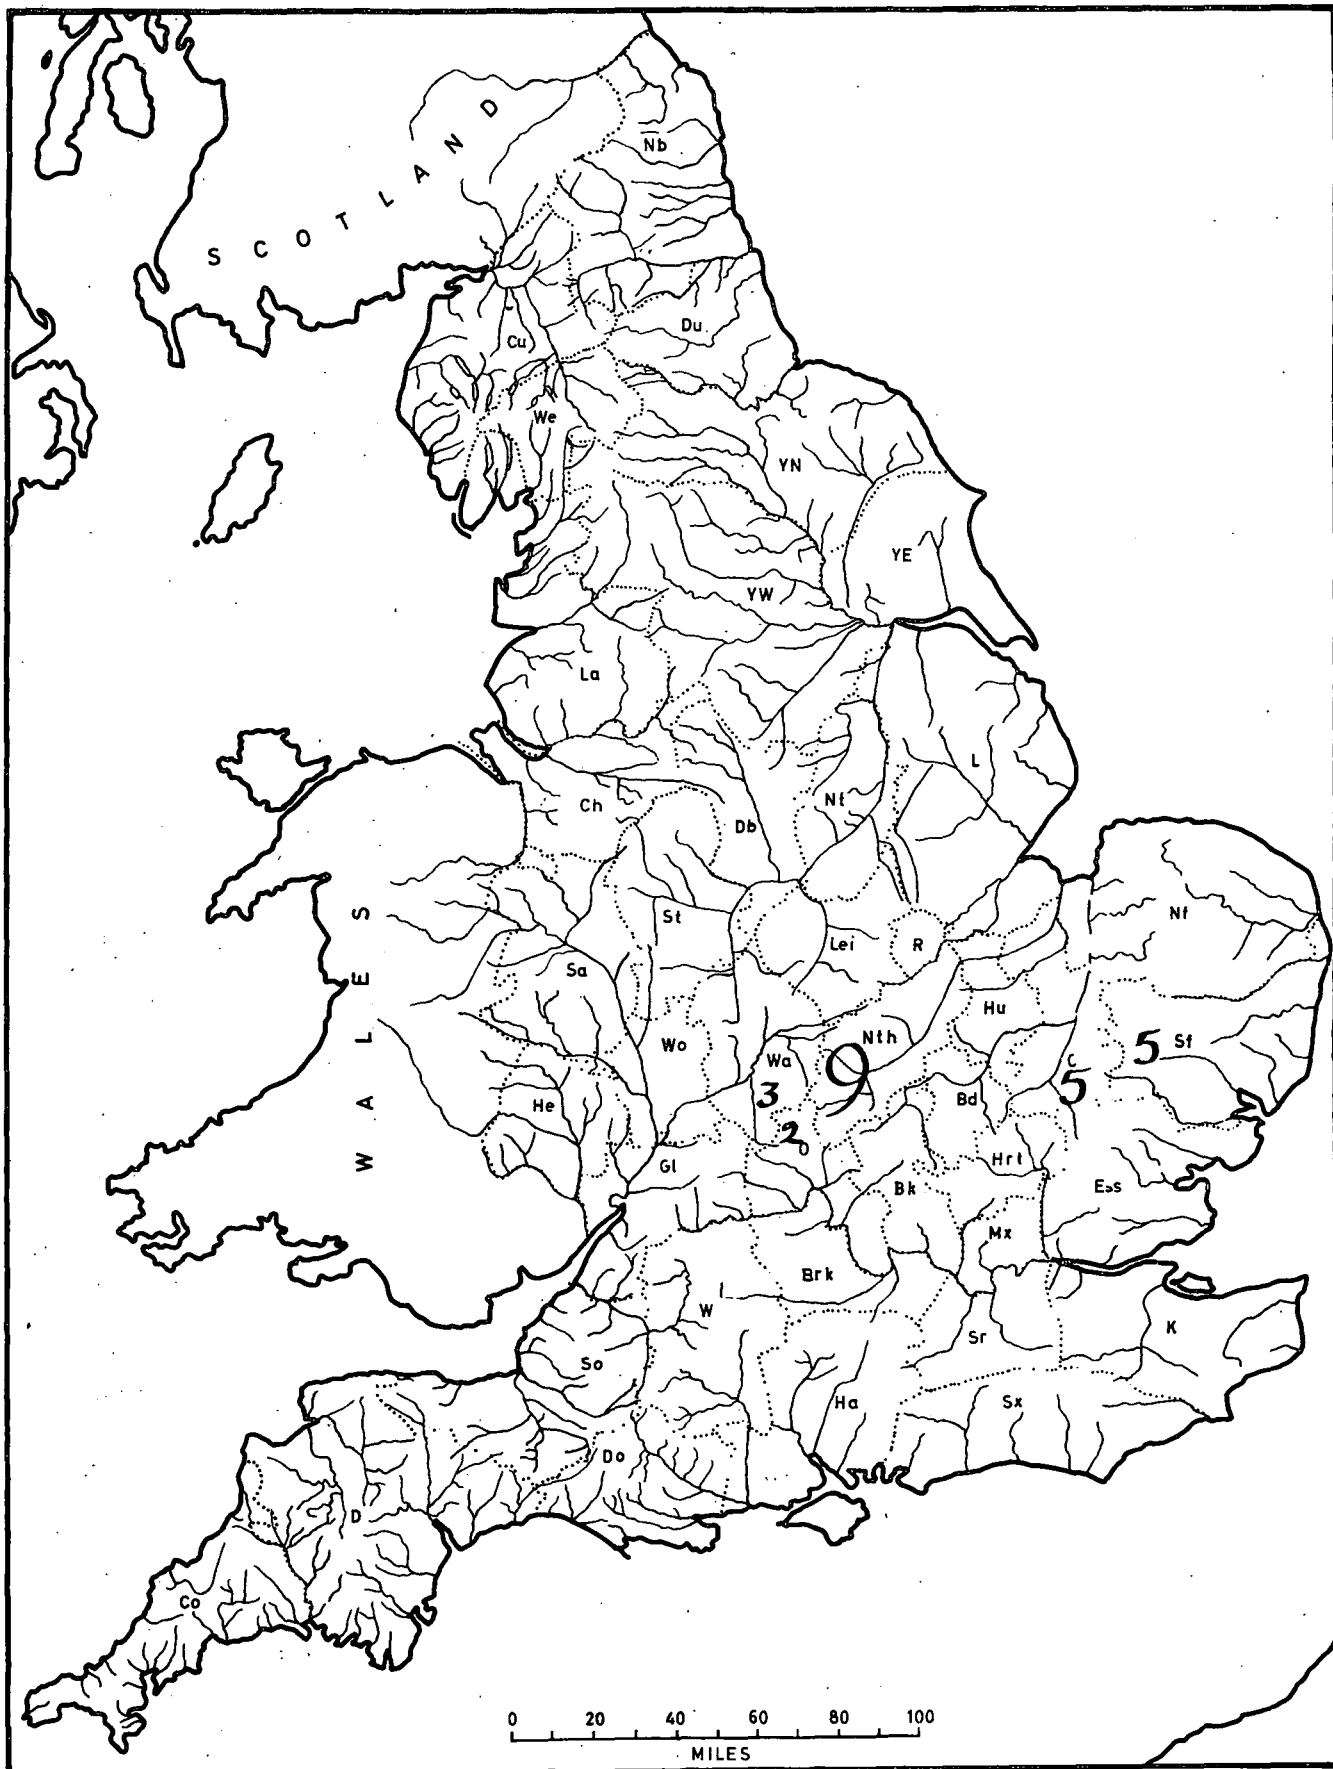 SCOTLAND
Nb
Du
Cu
We
YN
YE
YW
La
L
Ch
Nt
Db
St
Nf
Lei
R
Sa
WALES
Hu
Nth
Wo
Wa
9
5
Sf
C
5
3
He
Bd
2
Gl
Hrt
Bk
Ess
Mx
Brk
W
K
Sr
So
Ha
Sx
Do
D
Co
0 20 40 60 80 100
MILES